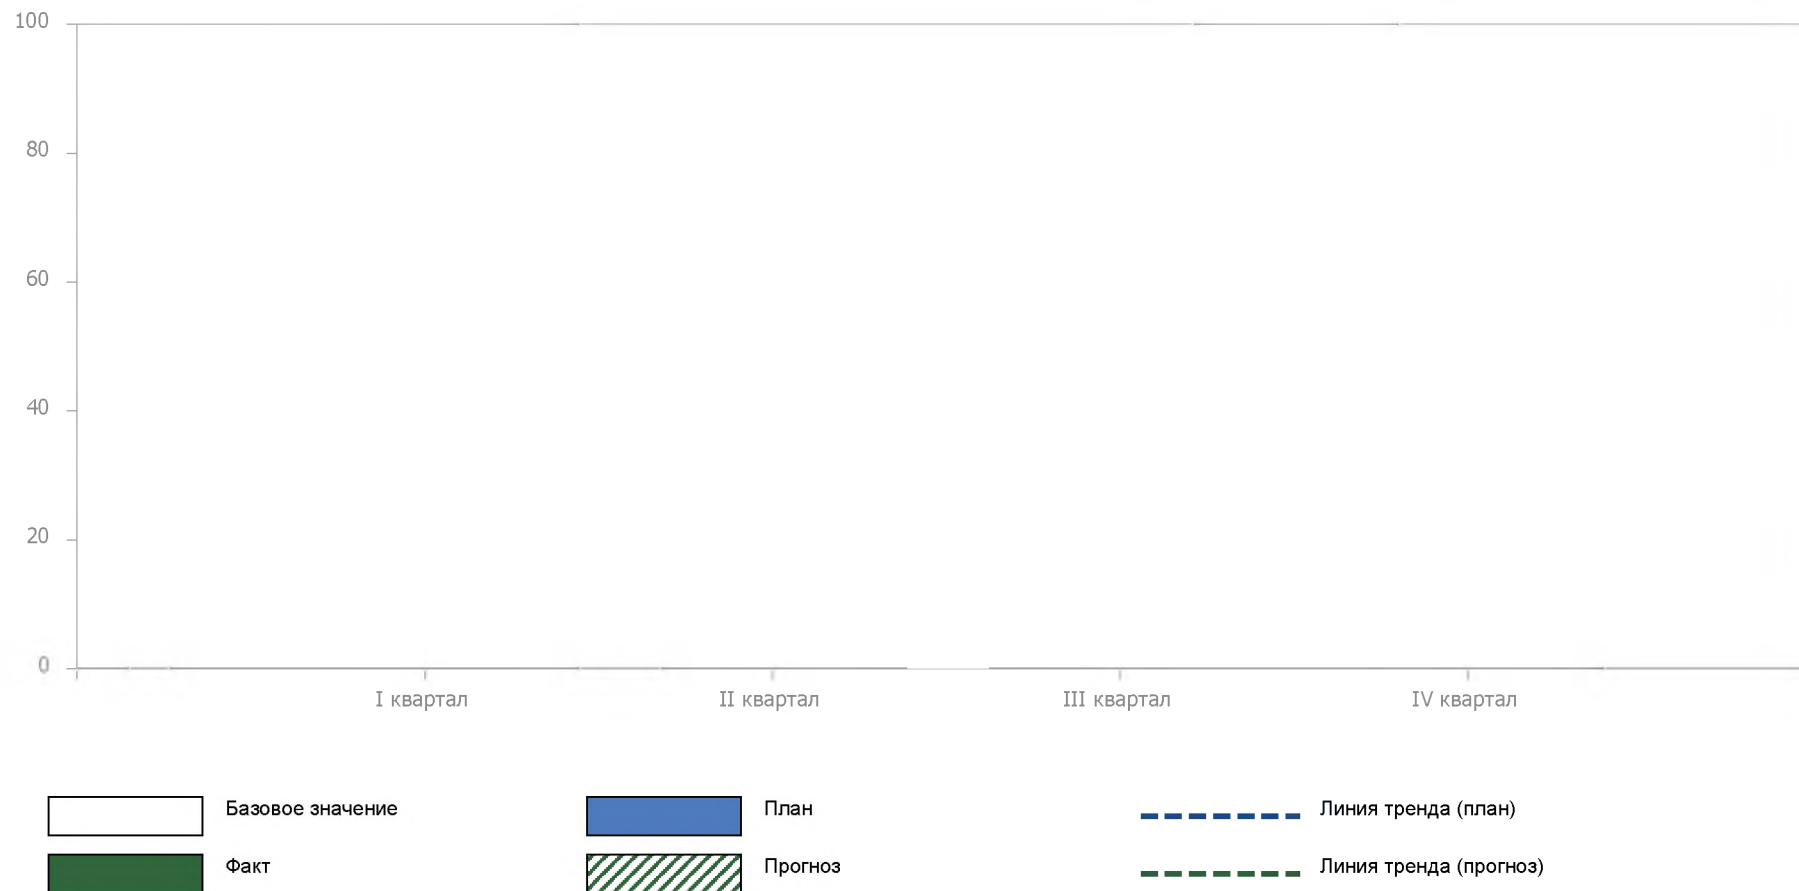 100
80
60
40
20
0
I квартал II квартал III квартал IV квартал
Базовое значение План Линия тренда (план)
Факт Прогноз Линия тренда (прогноз)